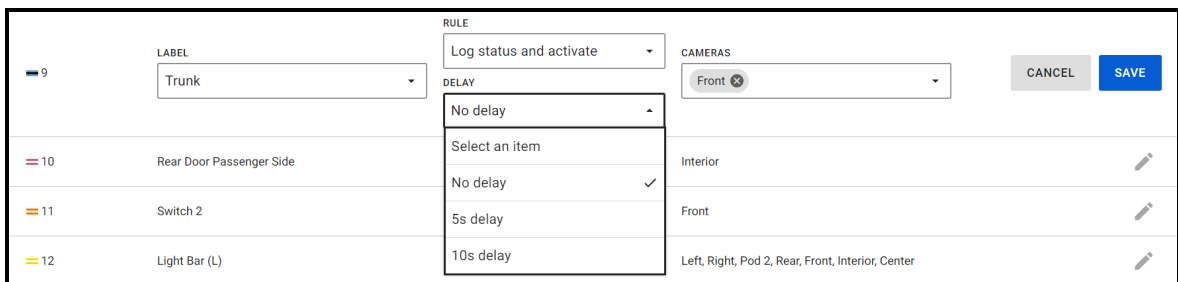 RULE
LABEL
Log status and activate
CAMERAS
9
Trunk
DELAY
Front
CANCEL
SAVE
No delay
Select an item
10
Rear Door Passenger Side
Interior
No delay
11
Switch 2
Front
5s delay
12
Light Bar (L)
10s delay
Left, Right, Pod 2, Rear, Front, Interior, Center